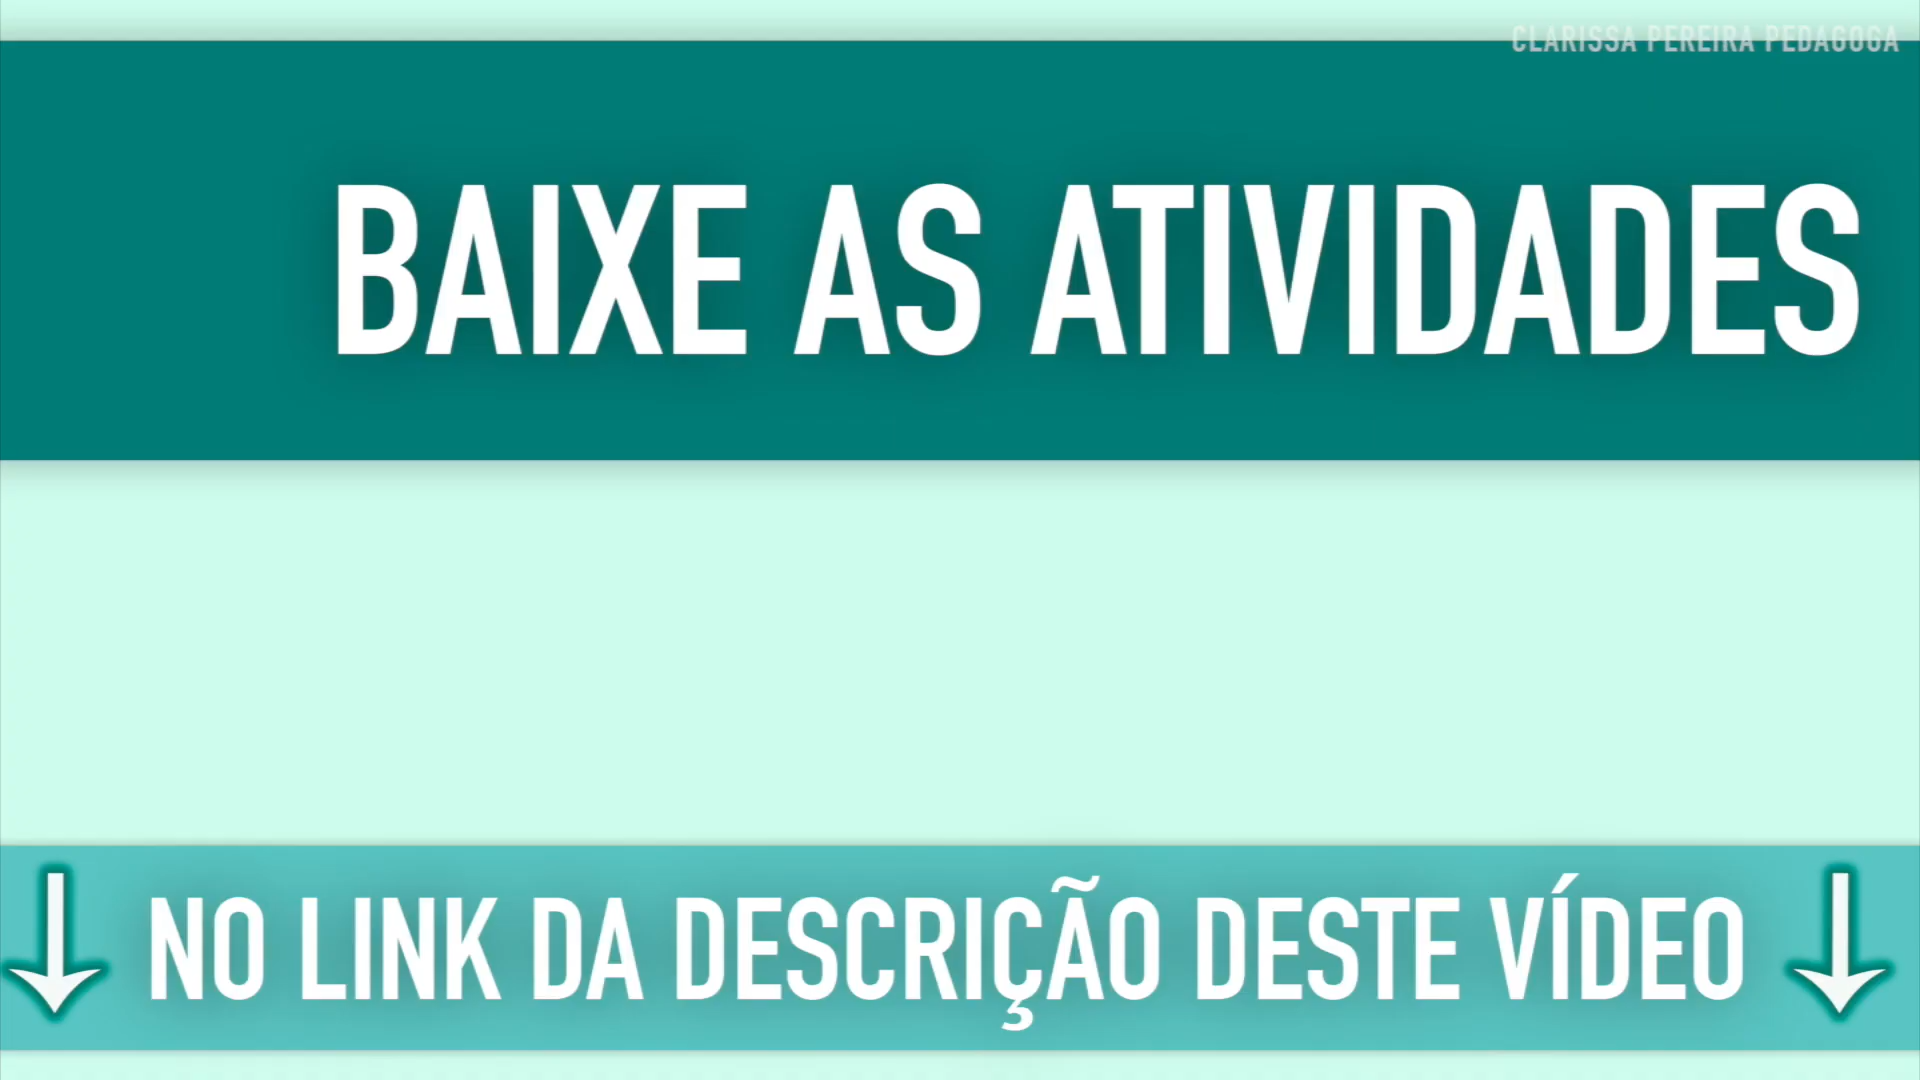 CLARISSA PEREIRA PEDAGOGA
BAIXE AS ATIVIDADES
NO LINK DA DESCRIÇÃO DESTE VÍDEO